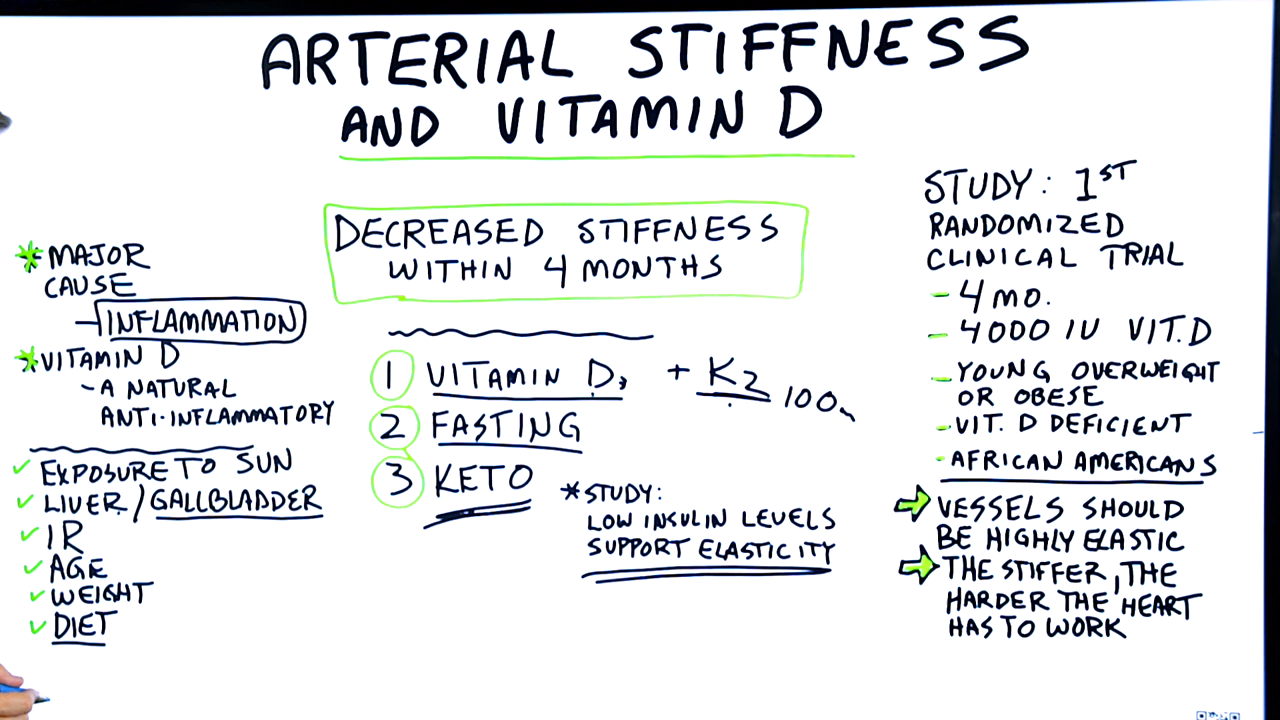 ARTERIAL STIFFNESS
AND VITAMIN D
DECREASED STIFFNESS
WITHIN 4 MONTHS
* MAJOR
CAUSE
- INFLAMMATION
* VITAMIN D
- A NATURAL
ANTI-INFLAMMATORY
✓ EXPOSURE TO SUN
✓ LIVER / GALLBLADDER
✓ IR
✓ AGE
✓ WEIGHT
✓ DIET
1 VITAMIN D3 + K2 100
2 FASTING
3 KETO
* STUDY:
LOW INSULIN LEVELS
SUPPORT ELASTICITY
STUDY: 1ST
RANDOMIZED
CLINICAL TRIAL
- 4 MO.
- 4000 IU VIT. D
- YOUNG OVERWEIGHT
OR OBESE
- VIT. D DEFICIENT
- AFRICAN AMERICANS
⇨ VESSELS SHOULD
BE HIGHLY ELASTIC
⇨ THE STIFFER, THE
HARDER THE HEART
HAS TO WORK